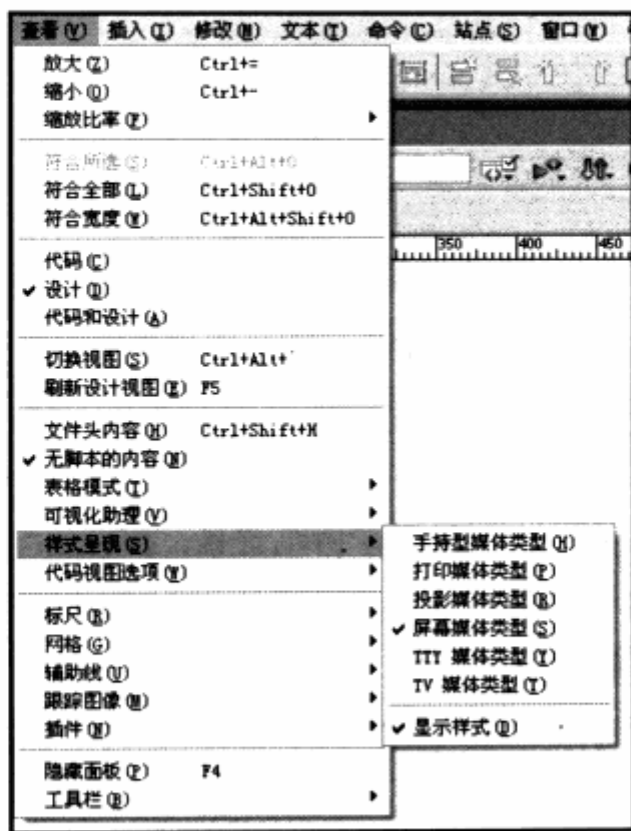 查看(V) 插入(I) 修改(M) 文本(T) 命令(C) 站点(S) 窗口(W)
放大(Z) Ctrl+=
缩小(O) Ctrl+-
缩放比率(F)
符合所选(S) Ctrl+Alt+0
符合全部(L) Ctrl+Shift+0
符合宽度(W) Ctrl+Alt+Shift+0
350 400 450
代码(C)
✓ 设计(D)
代码和设计(A)
切换视图(S) Ctrl+Alt+`
刷新设计视图(E) F5
文件头内容(H) Ctrl+Shift+H
✓ 无脚本的内容(N)
表格模式(T)
可视化助理(V)
样式呈现(S)
代码视图选项(W)
手持型媒体类型(H)
打印媒体类型(P)
投影媒体类型(R)
✓ 屏幕媒体类型(S)
TTY 媒体类型(Y)
TV 媒体类型(T)
✓ 显示样式(D)
标尺(R)
网格(G)
辅助线(U)
跟踪图像(M)
插件(N)
隐藏面板(P) F4
工具栏(B)